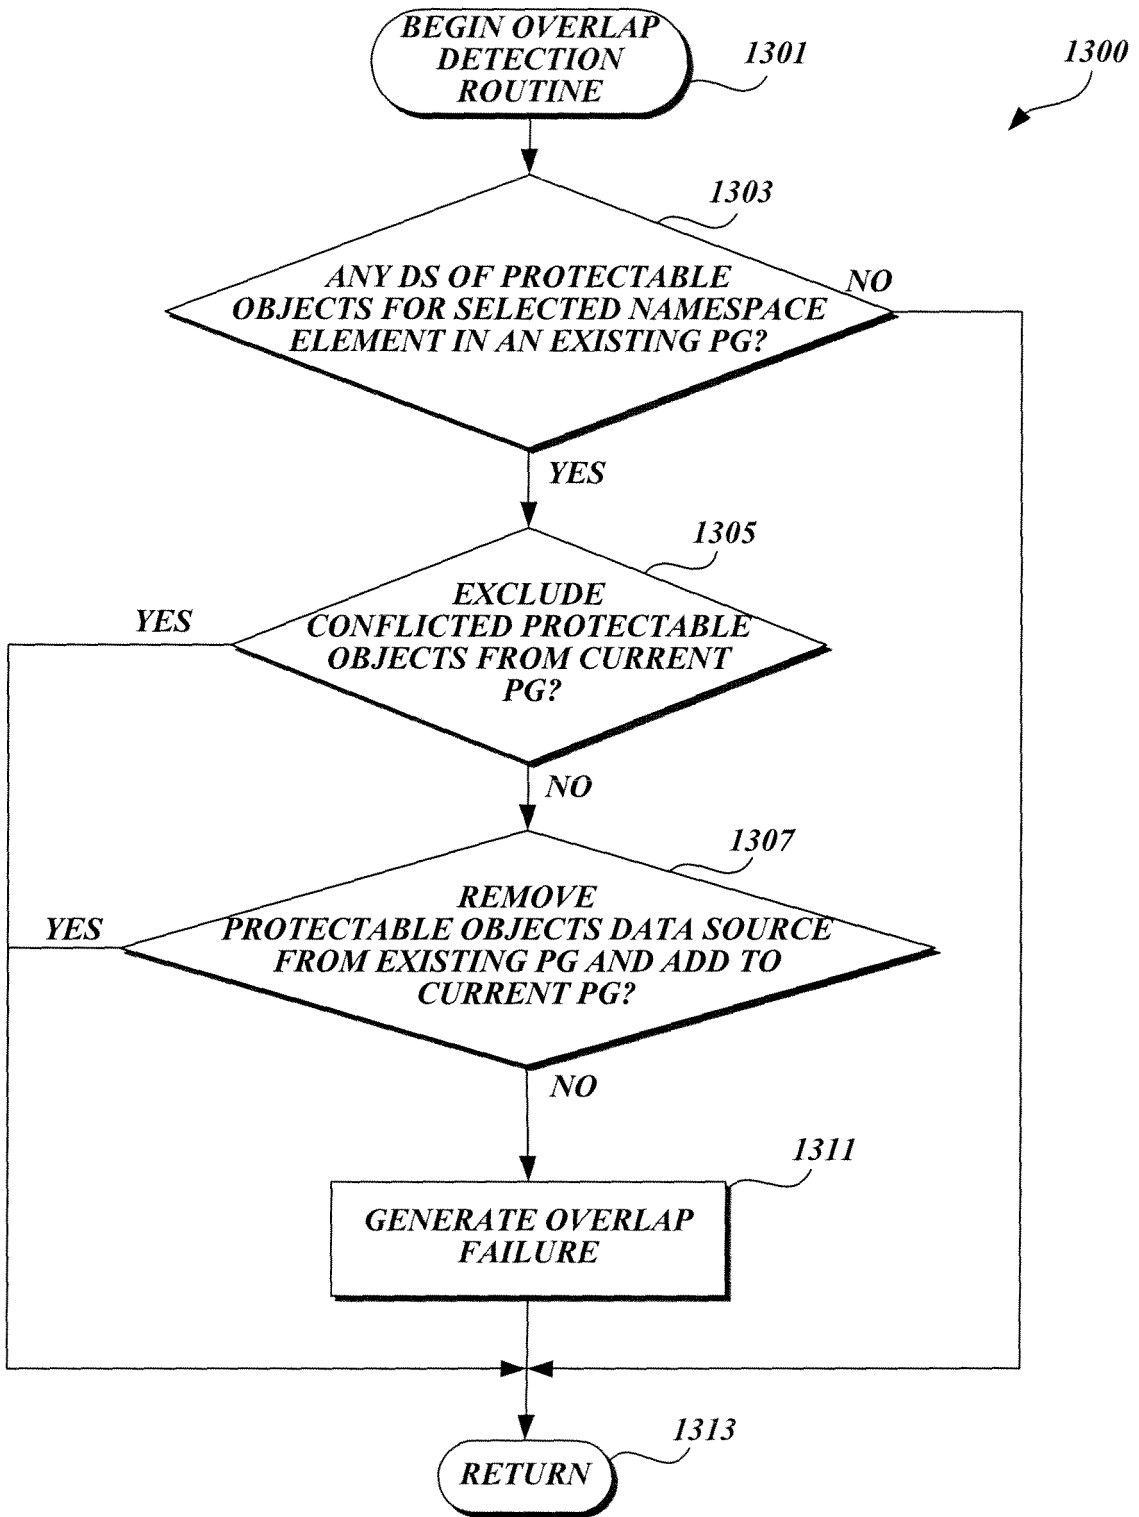 BEGIN OVERLAP
DETECTION
ROUTINE
1301
1300
1303
ANY DS OF PROTECTABLE
OBJECTS FOR SELECTED NAMESPACE
ELEMENT IN AN EXISTING PG?
NO
YES
1305
EXCLUDE
CONFLICTED PROTECTABLE
OBJECTS FROM CURRENT
PG?
YES
NO
1307
REMOVE
PROTECTABLE OBJECTS DATA SOURCE
FROM EXISTING PG AND ADD TO
CURRENT PG?
YES
NO
1311
GENERATE OVERLAP
FAILURE
1313
RETURN